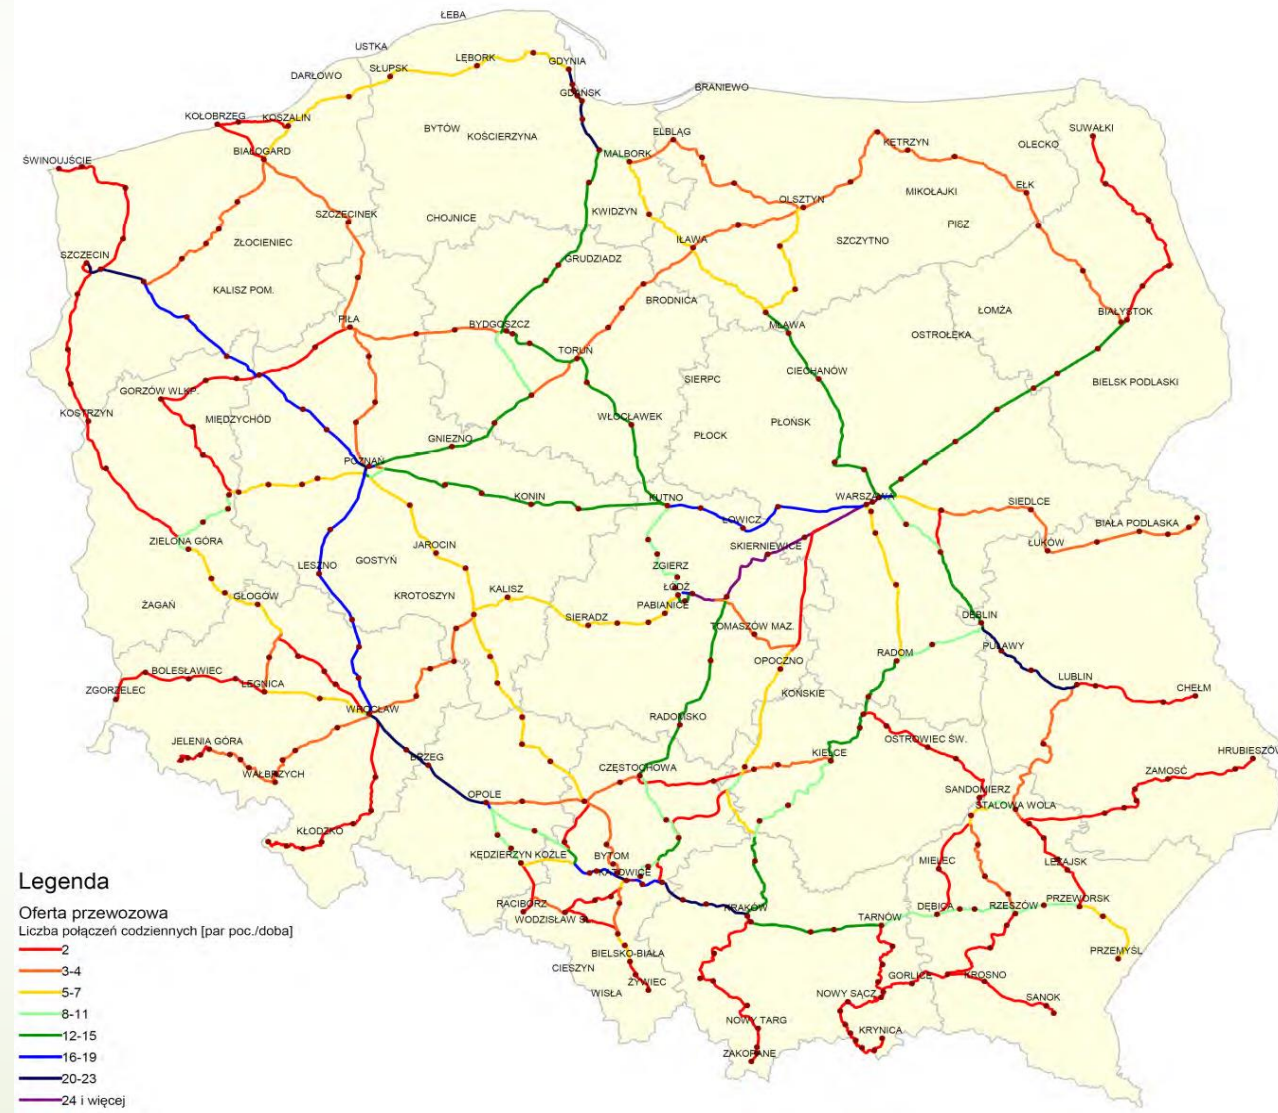 ŁEBA
USTKA
LĘBORK
GDYNIA
SŁUPSK
DARŁOWO
BRANIEWO
GDAŃSK
KOŁOBRZEG
KOSZALIN
BYTÓW
KOŚCIERZYNA
ELBLĄG
SUWAŁKI
KĘTRZYN
OLECKO
BIAŁOGARD
MALBORK
ŚWINOUJŚCIE
EŁK
MIKOŁAJKI
OLSZTYN
SZCZECINEK
CHOJNICE
KWIDZYN
PISZ
ZŁOCIENIEC
IŁAWA
SZCZYTNO
SZCZECIN
GRUDZIADZ
KALISZ POM.
BRODNICA
ŁOMŻA
PIŁA
BYDGOSZCZ
MŁAWA
OSTROŁĘKA
BIAŁYSTOK
TORUŃ
CIECHANÓW
SIERPC
BIELSK PODLASKI
GORZÓW WLKP.
KOSTRZYN
MIĘDZYCHÓD
WŁOCŁAWEK
PŁOŃSK
PŁOCK
GNIEZNO
POZNAŃ
KONIN
KUTNO
WARSZAWA
SIEDLCE
ŁOWICZ
BIAŁA PODLASKA
ZIELONA GÓRA
JAROCIN
SKIERNIEWICE
ŁUKÓW
LESZNO
GOSTYŃ
ZGIERZ
ŁÓDŹ
KROTOSZYN
KALISZ
GŁOGÓW
ŻAGAŃ
PABIANICE
SIERADZ
DĘBLIN
TOMASZÓW MAZ.
PUŁAWY
RADOM
OPOCZNO
BOLESŁAWIEC
LUBLIN
ZGORZELEC
LEGNICA
KOŃSKIE
CHEŁM
WROCŁAW
RADOMSKO
JELENIA GÓRA
OSTROWIEC ŚW.
HRUBIESZÓW
BRZEG
KIELCE
WAŁBRZYCH
CZĘSTOCHOWA
ZAMOŚĆ
OPOLE
SANDOMIERZ
STALOWA WOLA
KŁODZKO
KĘDZIERZYN KOŹLE
BYTOM
MIELEC
LEŻAJSK
KATOWICE
RACIBÓRZ
DĘBICA
RZESZÓW
PRZEWORSK
WODZISŁAW ŚL.
KRAKÓW
TARNÓW
BIELSKO-BIAŁA
PRZEMYŚL
CIESZYN
GORLICE
KROSNO
ŻYWIEC
WISŁA
NOWY SĄCZ
SANOK
NOWY TARG
KRYNICA
ZAKOPANE
Legenda
Oferta przewozowa
Liczba połączeń codziennych [par poc./doba]
2
3-4
5-7
8-11
12-15
16-19
20-23
24 i więcej